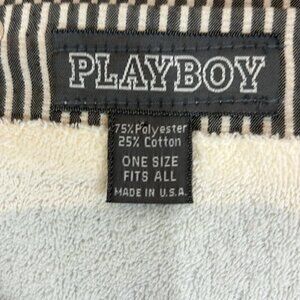 PLAYBOY
75% Polyester
25% Cotton
ONE SIZE
FITS ALL
MADE IN U.S.A.